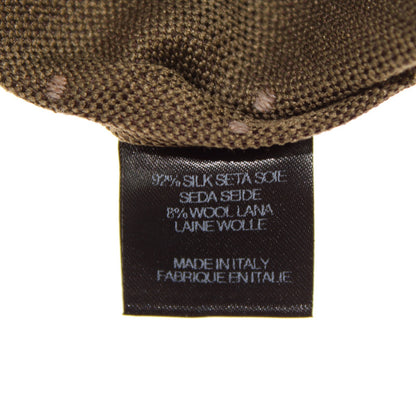 92% SILK SETA SOIE
SEDA SEIDE
8% WOOL LANA
LAINE WOLLE
MADE IN ITALY
FABRIQUE EN ITALIE